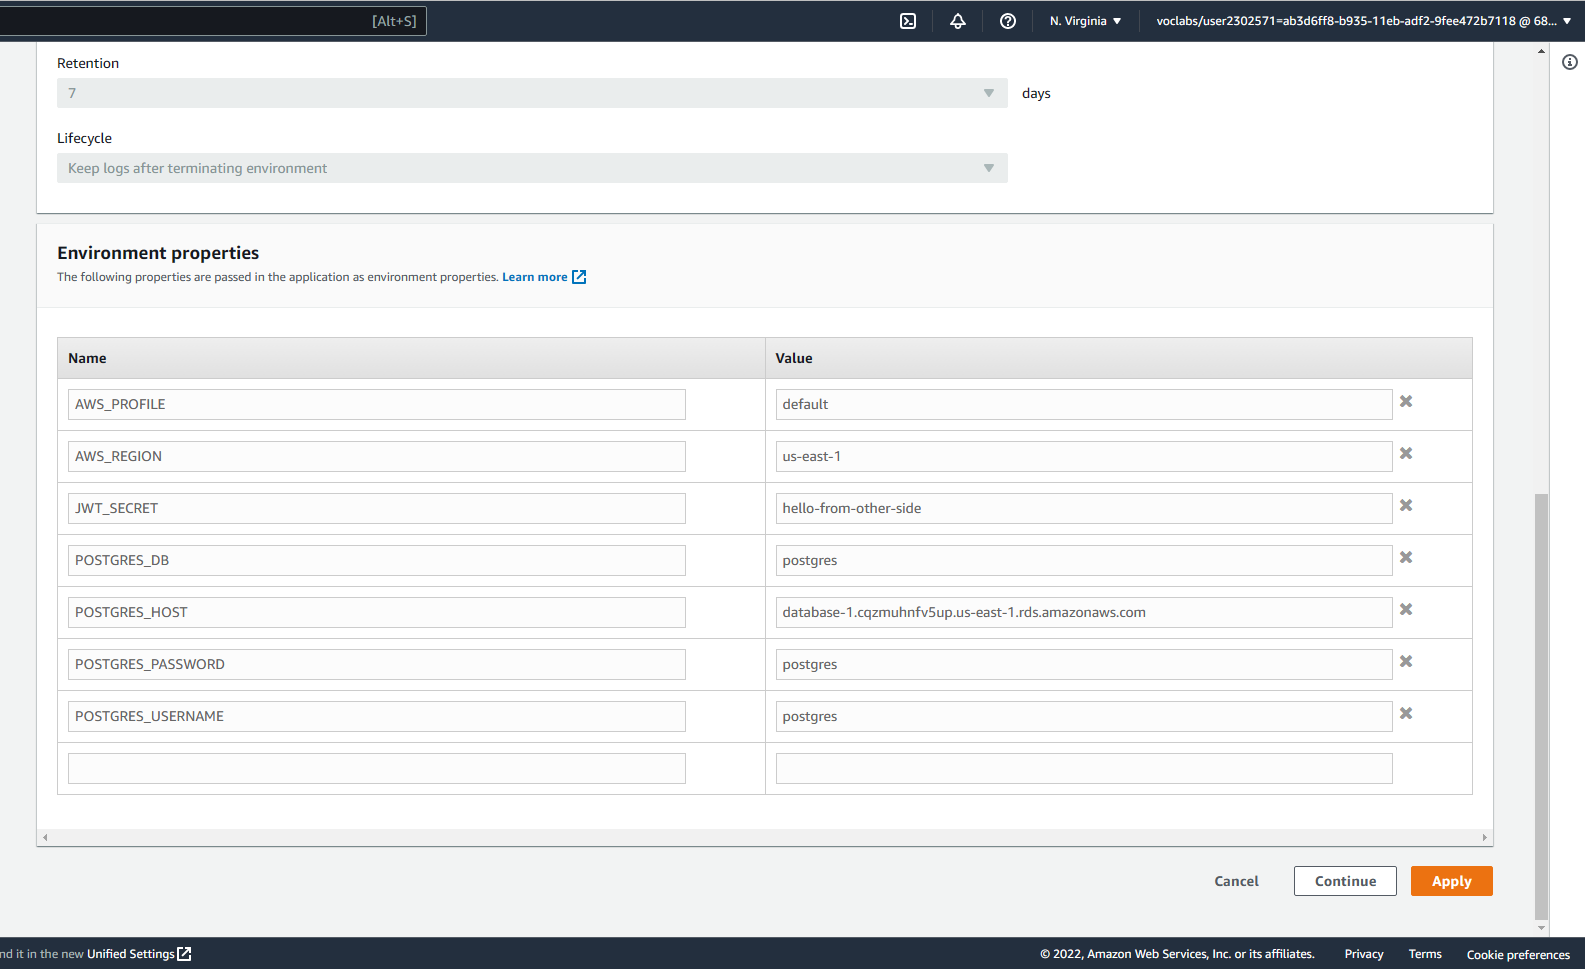 [Alt+S]
N. Virginia
voclabs/user2302571=ab3d6ff8-b935-11eb-adf2-9fee472b7118 @ 68...
Retention
7
days
Lifecycle
Keep logs after terminating environment
Environment properties
The following properties are passed in the application as environment properties. Learn more
Name Value
AWS_PROFILE default
AWS_REGION us-east-1
JWT_SECRET hello-from-other-side
POSTGRES_DB postgres
POSTGRES_HOST database-1.cqzmuhnfv5up.us-east-1.rds.amazonaws.com
POSTGRES_PASSWORD postgres
POSTGRES_USERNAME postgres
Cancel Continue Apply
nd it in the new Unified Settings
© 2022, Amazon Web Services, Inc. or its affiliates. Privacy Terms Cookie preferences